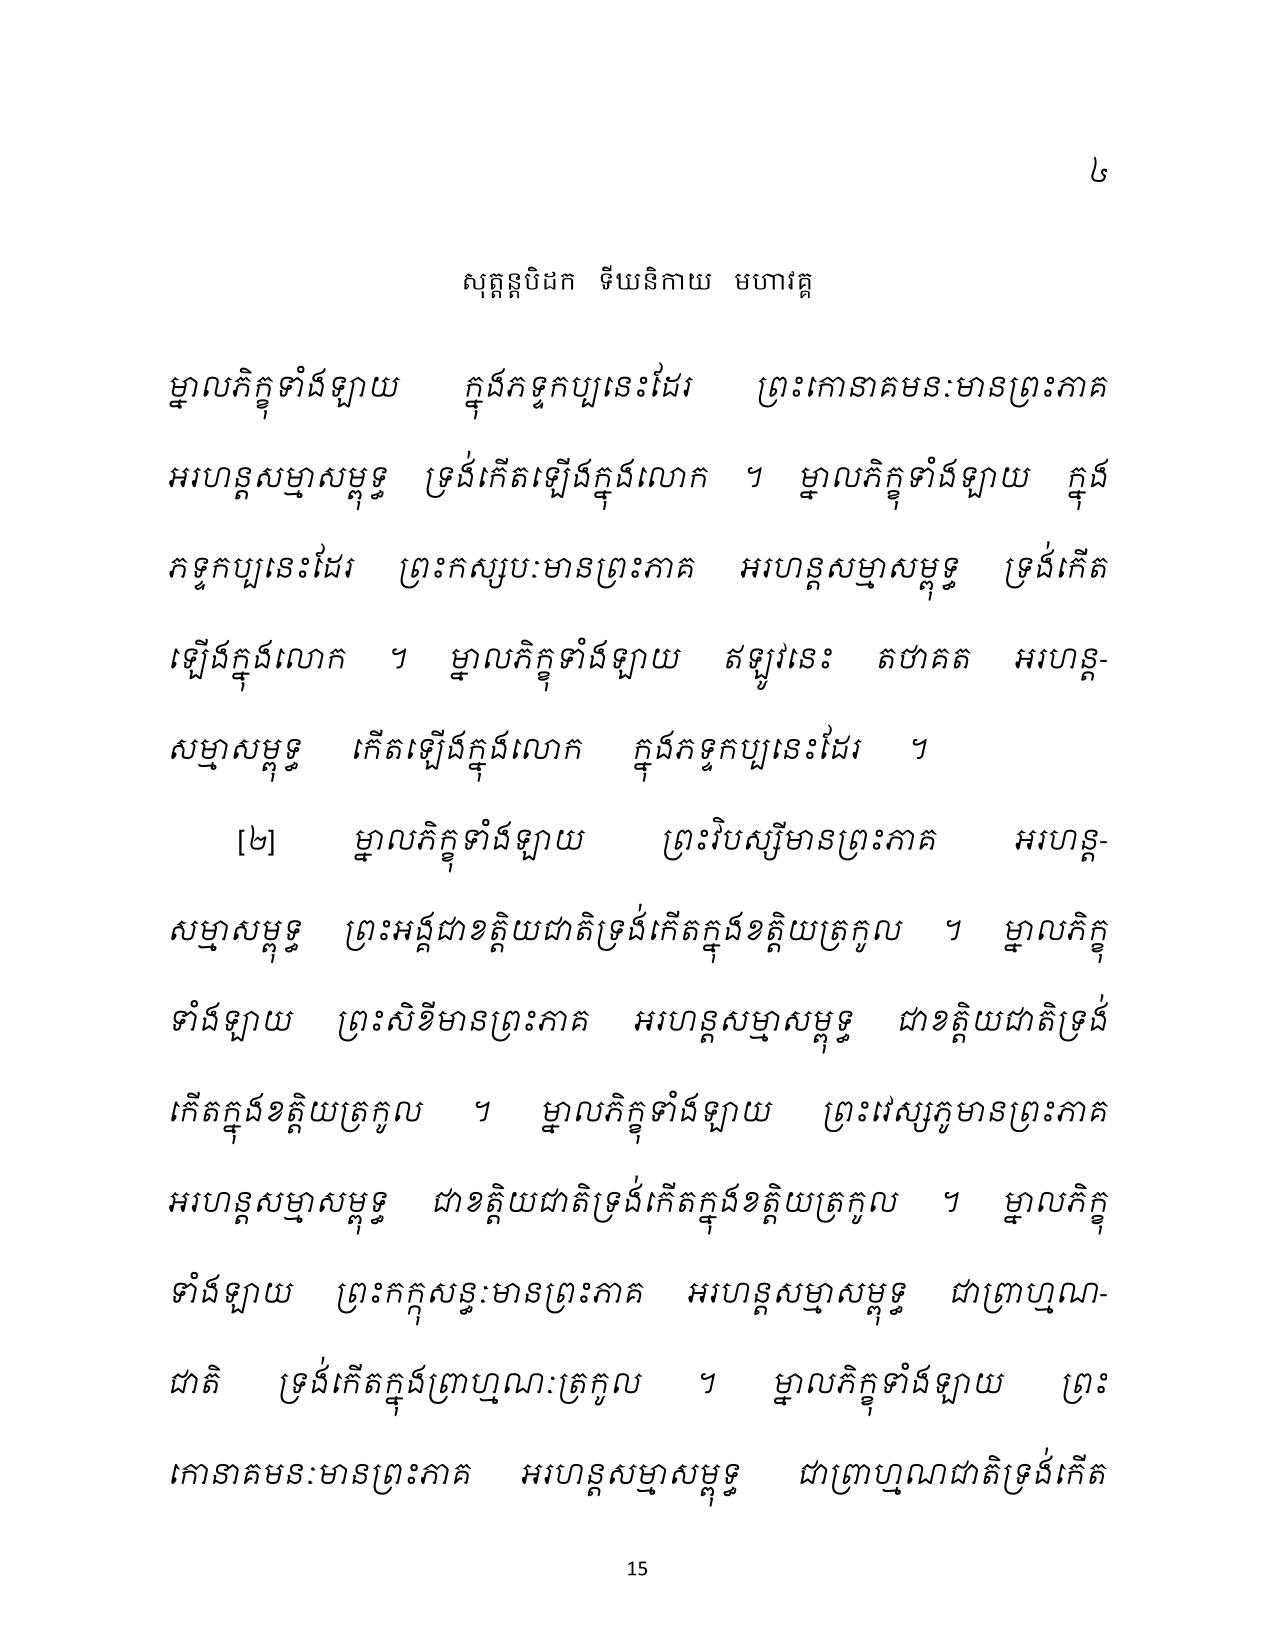 ៤
សុត្តន្តបិដក ទីឃនិកាយ មហាវគ្គ
ម្នាលភិក្ខុទាំងឡាយ ក្នុងភទ្ទកប្បនេះដែរ ព្រះកោនាគមនៈមានព្រះភាគ
អរហន្តសម្មាសម្ពុទ្ធ ទ្រង់កើតឡើងក្នុងលោក ។ ម្នាលភិក្ខុទាំងឡាយ ក្នុង
ភទ្ទកប្បនេះដែរ ព្រះកស្សបៈមានព្រះភាគ អរហន្តសម្មាសម្ពុទ្ធ ទ្រង់កើត
ឡើងក្នុងលោក ។ ម្នាលភិក្ខុទាំងឡាយ ឥឡូវនេះ តថាគត អរហន្ត-
សម្មាសម្ពុទ្ធ កើតឡើងក្នុងលោក ក្នុងភទ្ទកប្បនេះដែរ ។
[២] ម្នាលភិក្ខុទាំងឡាយ ព្រះវិបស្សីមានព្រះភាគ អរហន្ត-
សម្មាសម្ពុទ្ធ ព្រះអង្គជាខត្តិយជាតិទ្រង់កើតក្នុងខត្តិយត្រកូល ។ ម្នាលភិក្ខុ
ទាំងឡាយ ព្រះសិខីមានព្រះភាគ អរហន្តសម្មាសម្ពុទ្ធ ជាខត្តិយជាតិទ្រង់
កើតក្នុងខត្តិយត្រកូល ។ ម្នាលភិក្ខុទាំងឡាយ ព្រះវេស្សភូមានព្រះភាគ
អរហន្តសម្មាសម្ពុទ្ធ ជាខត្តិយជាតិទ្រង់កើតក្នុងខត្តិយត្រកូល ។ ម្នាលភិក្ខុ
ទាំងឡាយ ព្រះកក្កុសន្ធៈមានព្រះភាគ អរហន្តសម្មាសម្ពុទ្ធ ជាព្រាហ្មណ-
ជាតិ ទ្រង់កើតក្នុងព្រាហ្មណៈត្រកូល ។ ម្នាលភិក្ខុទាំងឡាយ ព្រះ
កោនាគមនៈមានព្រះភាគ អរហន្តសម្មាសម្ពុទ្ធ ជាព្រាហ្មណជាតិទ្រង់កើត
15